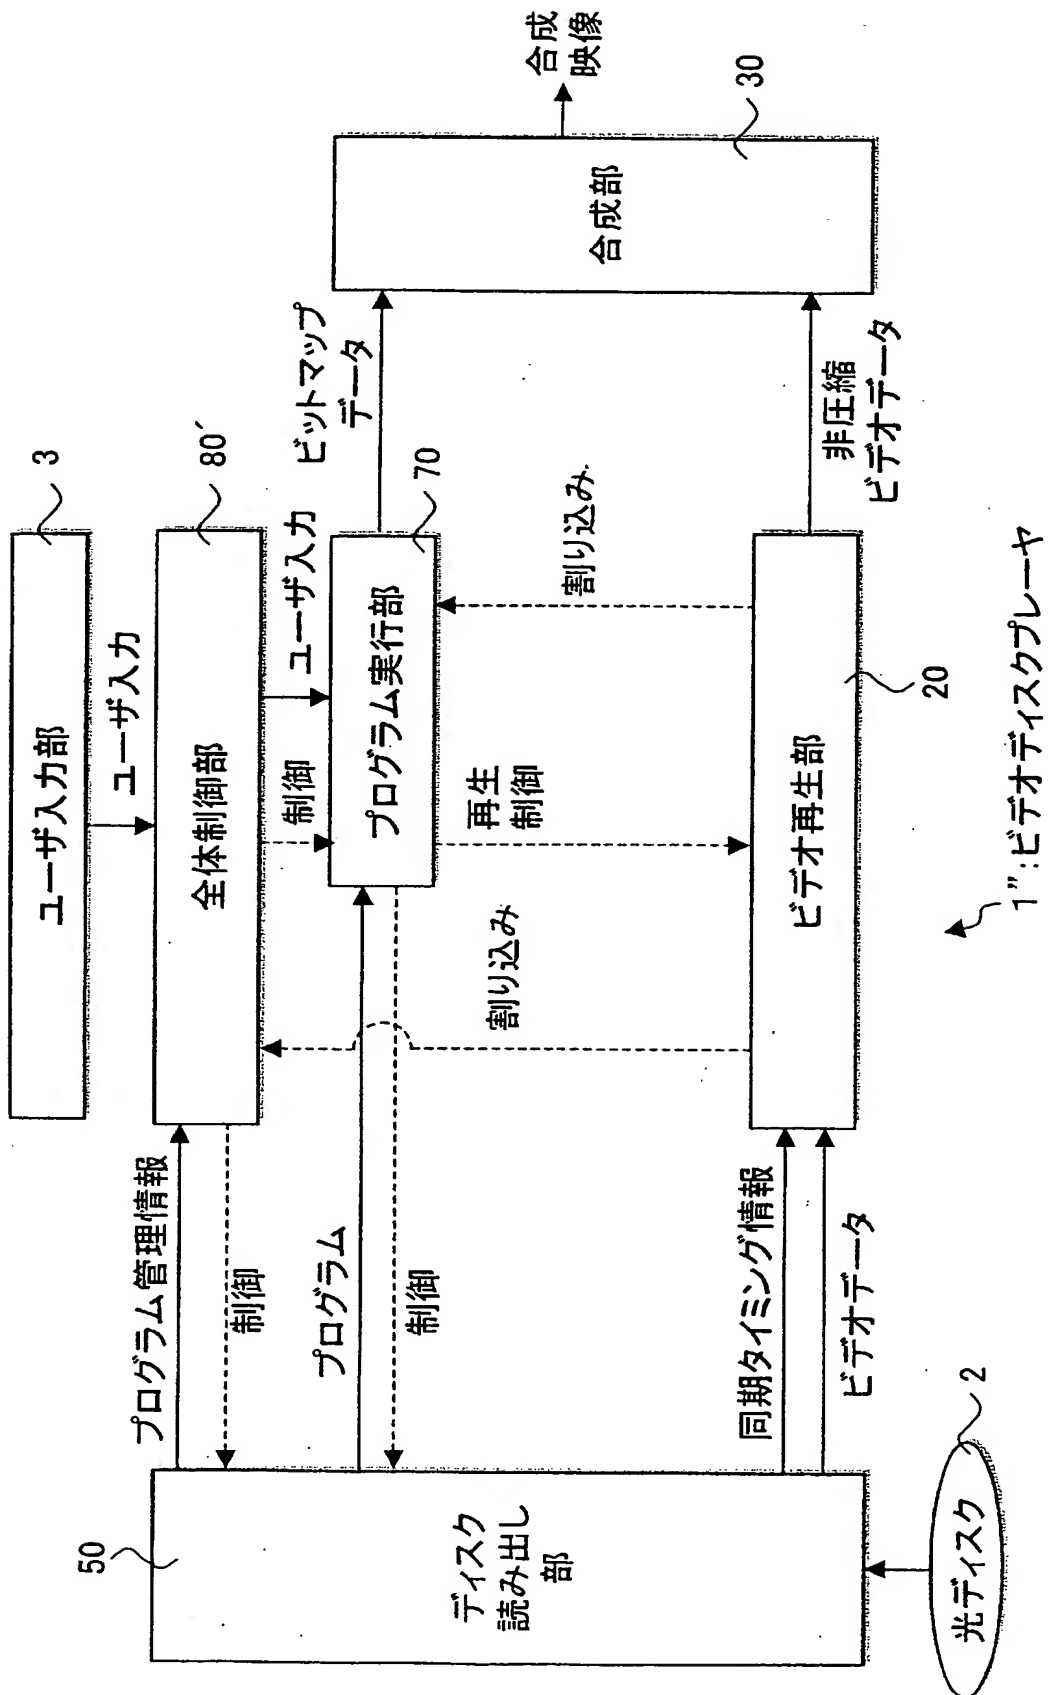 3
ユーザ入力部
ユーザ入力
80′
全体制御部
プログラム管理情報
制御
制御
ユーザ入力
70
プログラム実行部
プログラム
制御
ビットマップ
データ
割り込み
再生
制御
割り込み
合成
映像
30
合成部
50
ディスク
読み出し
部
同期タイミング情報
ビデオデータ
ビデオ再生部
20
非圧縮
ビデオデータ
2
光ディスク
1”:ビデオディスクプレーヤ